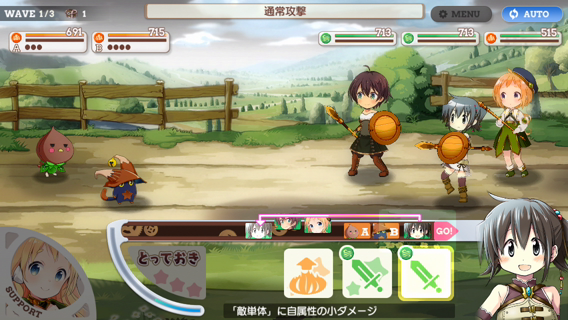 WAVE 1/3
1
通常攻撃
MENU
AUTO
691
A
715
B
713
713
515
A
B
GO!
とっておき
SUPPORT
「敵単体」に自属性の小ダメージ